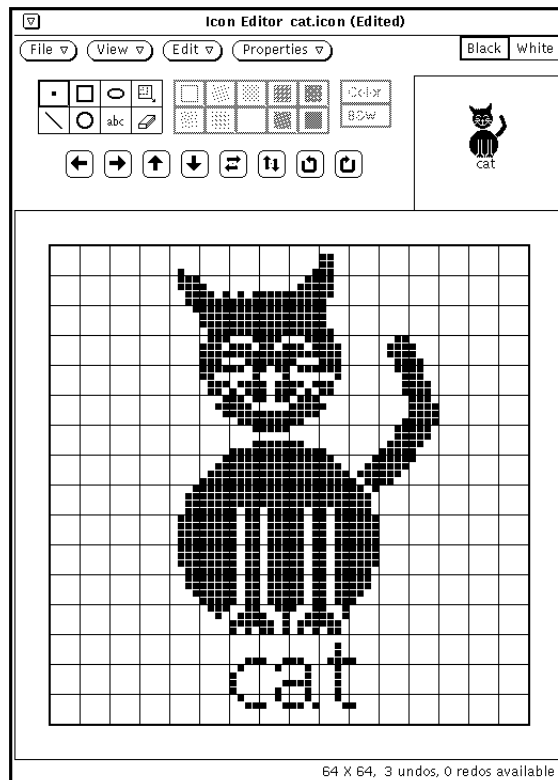 Icon Editor cat.icon (Edited)
File View Edit Properties Black White
Color
abc B&W
cat
cat
64 X 64, 3 undos, 0 redos available